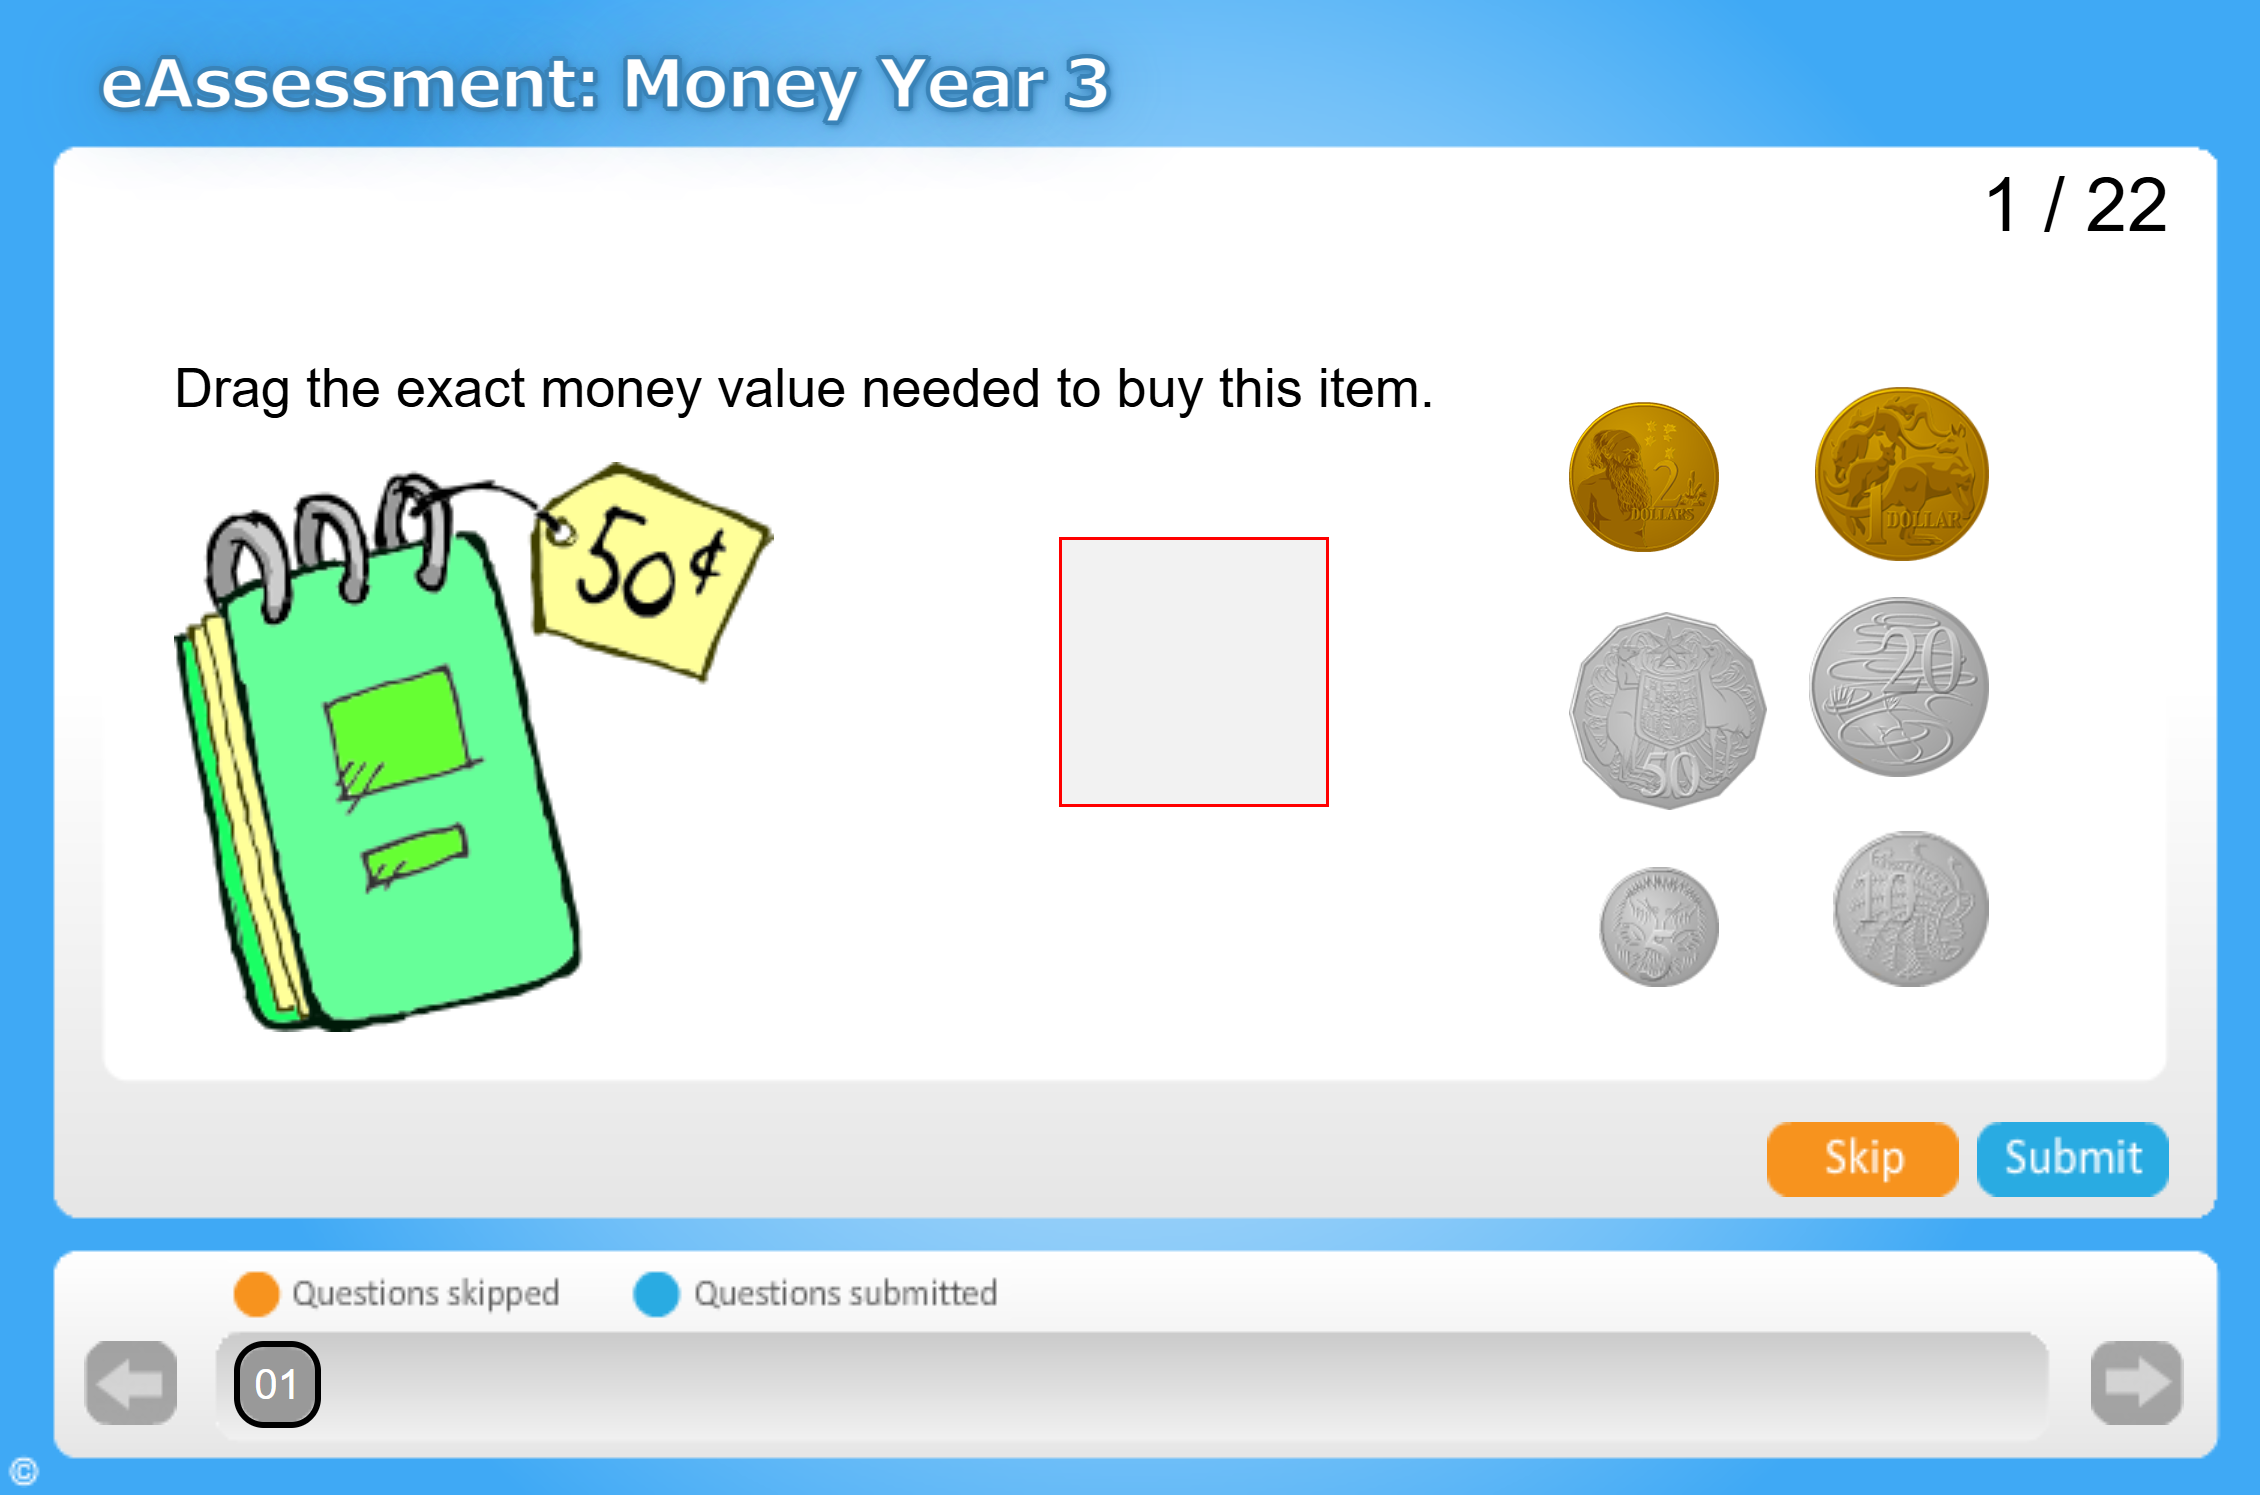 eAssessment: Money Year 3
1 / 22
Drag the exact money value needed to buy this item.
50¢
2
DOLLARS
1
DOLLAR
50
20
5
10
Skip
Submit
Questions skipped
Questions submitted
01
©